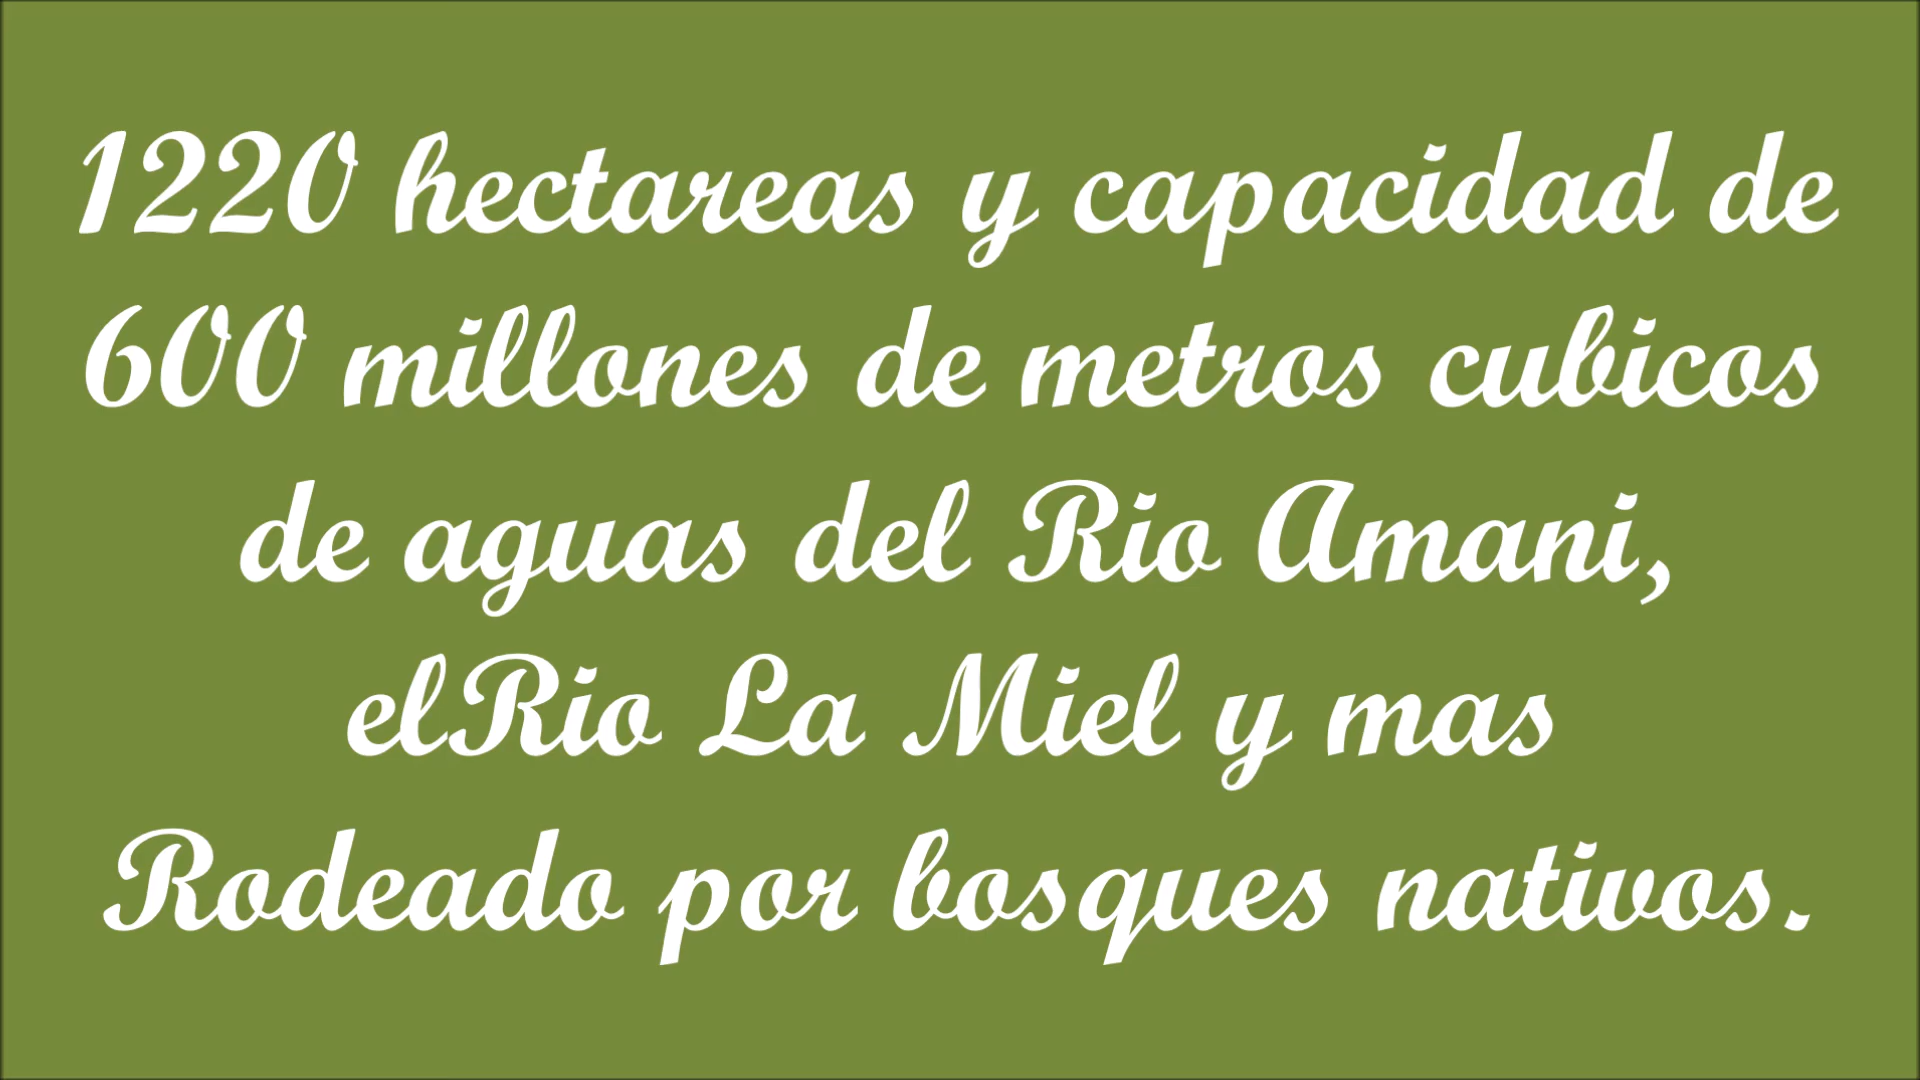 1220 hectareas y capacidad de
600 millones de metros cubicos
de aguas del Rio Amani,
elRio La Miel y mas
Rodeado por bosques nativos.